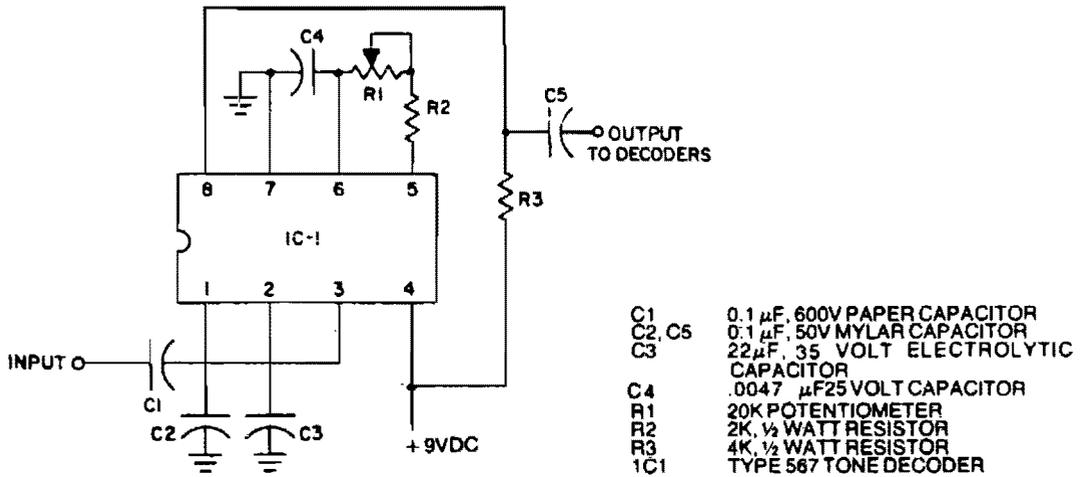 C4
R1
R2
C5
OUTPUT
TO DECODERS
8 7 6 5
R3
IC-1
1 2 3 4
INPUT
C1
C2
C3
+9VDC
C1 0.1 µF, 600V PAPER CAPACITOR
C2, C5 0.1 µF, 50V MYLAR CAPACITOR
C3 22µF, 35 VOLT ELECTROLYTIC
CAPACITOR
C4 .0047 µF25 VOLT CAPACITOR
R1 20K POTENTIOMETER
R2 2K, ½ WATT RESISTOR
R3 4K, ½ WATT RESISTOR
1C1 TYPE 567 TONE DECODER